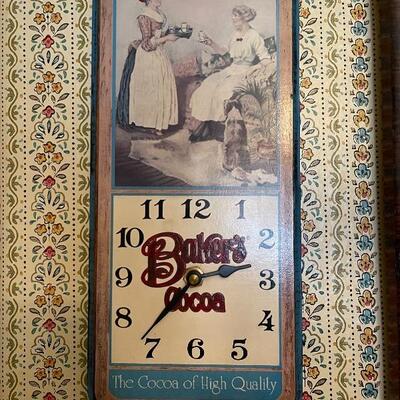 11 12 1
10 2
Baker's
9 3
Cocoa
8 4
7 6 5
The Cocoa of High Quality